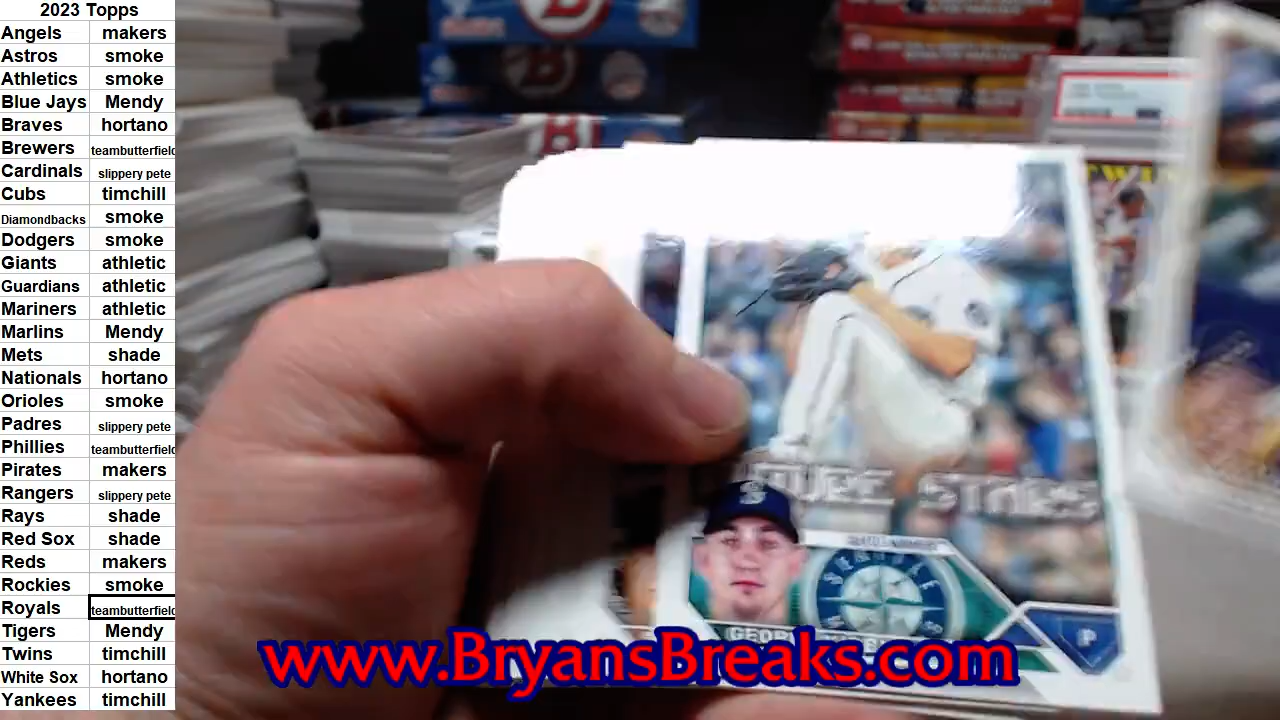 2023 Topps
Angels makers
Astros smoke
Athletics smoke
Blue Jays Mendy
Braves hortano
Brewers teambutterfield
Cardinals slippery pete
Cubs timchill
Diamondbacks smoke
Dodgers smoke
Giants athletic
Guardians athletic
Mariners athletic
Marlins Mendy
Mets shade
Nationals hortano
Orioles smoke
Padres slippery pete
Phillies teambutterfield
Pirates makers
Rangers slippery pete
Rays shade
Red Sox shade
Reds makers
Rockies smoke
Royals teambutterfield
Tigers Mendy
Twins timchill
White Sox hortano
Yankees timchill
STARS
SEATTLE
S
P
www.BryansBreaks.com